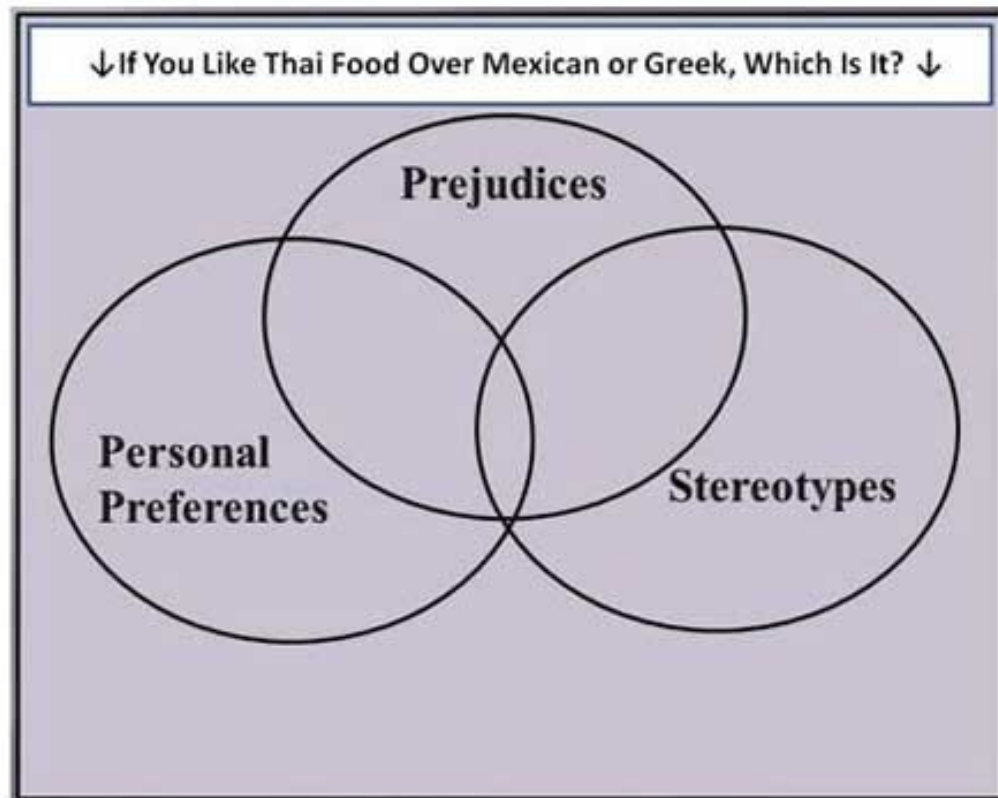 ↓If You Like Thai Food Over Mexican or Greek, Which Is It? ↓
Prejudices
Personal
Preferences
Stereotypes